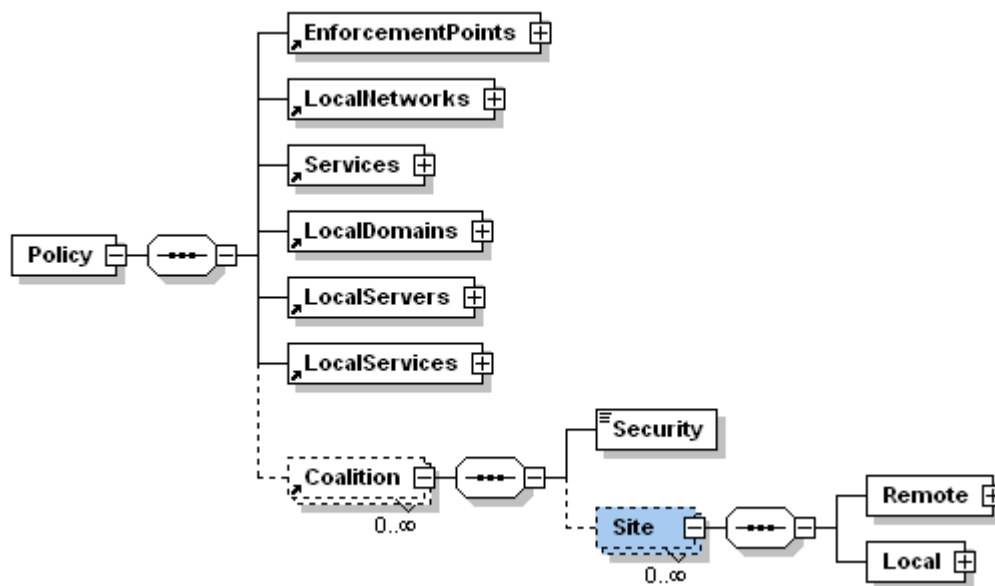 EnforcementPoints
LocalNetworks
Services
LocalDomains
Policy
LocalServers
LocalServices
Security
Coalition
0..∞
Remote
Site
0..∞
Local